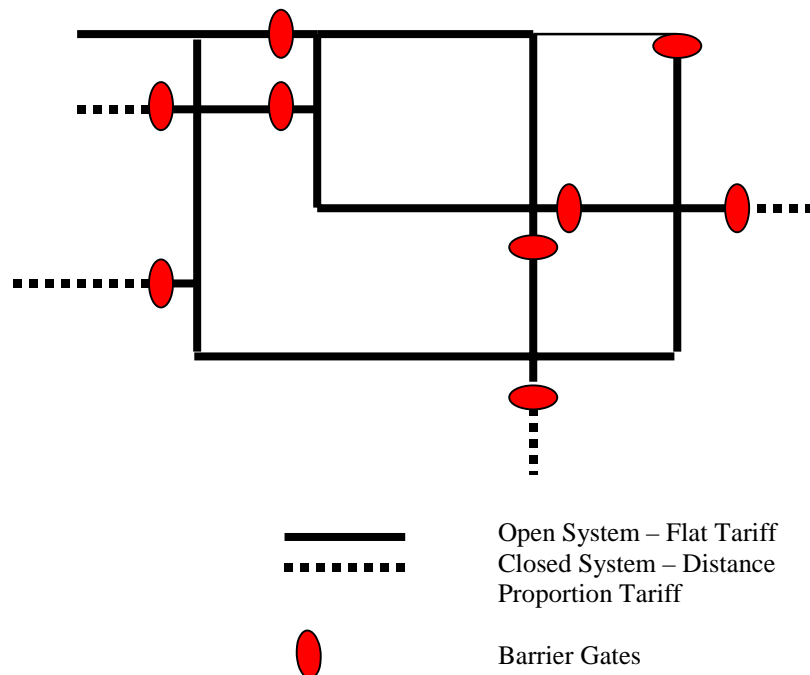 Open System – Flat Tariff
Closed System – Distance
Proportion Tariff
Barrier Gates